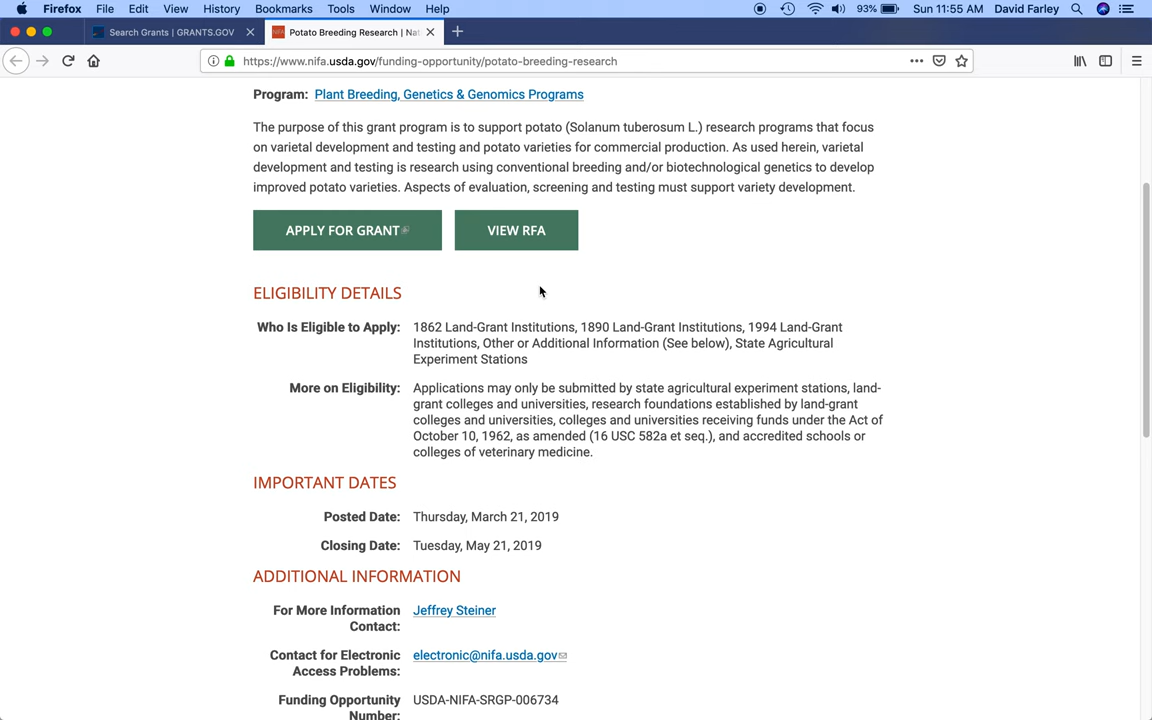 Firefox File Edit View History Bookmarks Tools Window Help 93% Sun 11:55 AM David Farley
Search Grants | GRANTS.GOV Potato Breeding Research | Nat
https://www.nifa.usda.gov/funding-opportunity/potato-breeding-research
Program: Plant Breeding, Genetics & Genomics Programs
The purpose of this grant program is to support potato (Solanum tuberosum L.) research programs that focus
on varietal development and testing and potato varieties for commercial production. As used herein, varietal
development and testing is research using conventional breeding and/or biotechnological genetics to develop
improved potato varieties. Aspects of evaluation, screening and testing must support variety development.
APPLY FOR GRANT VIEW RFA
ELIGIBILITY DETAILS
Who Is Eligible to Apply: 1862 Land-Grant Institutions, 1890 Land-Grant Institutions, 1994 Land-Grant
Institutions, Other or Additional Information (See below), State Agricultural
Experiment Stations
More on Eligibility: Applications may only be submitted by state agricultural experiment stations, land-
grant colleges and universities, research foundations established by land-grant
colleges and universities, colleges and universities receiving funds under the Act of
October 10, 1962, as amended (16 USC 582a et seq.), and accredited schools or
colleges of veterinary medicine.
IMPORTANT DATES
Posted Date: Thursday, March 21, 2019
Closing Date: Tuesday, May 21, 2019
ADDITIONAL INFORMATION
For More Information Jeffrey Steiner
Contact:
Contact for Electronic electronic@nifa.usda.gov
Access Problems:
Funding Opportunity USDA-NIFA-SRGP-006734
Number: